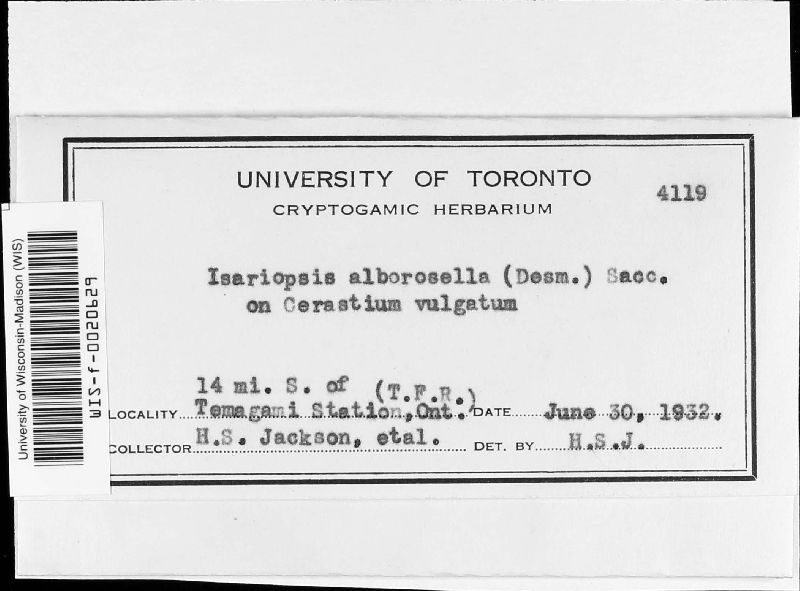 UNIVERSITY OF TORONTO
CRYPTOGAMIC HERBARIUM
4119
Isariopsis alborosella (Desm.) Sacc.
on Cerastium vulgatum
14 mi. S. of (T.F.R.)
LOCALITY Temagami Station, Ont. DATE June 30, 1932.
COLLECTOR H.S. Jackson, etal. DET. BY H.S.J.
University of Wisconsin-Madison (WIS)
WIS-f-0020629